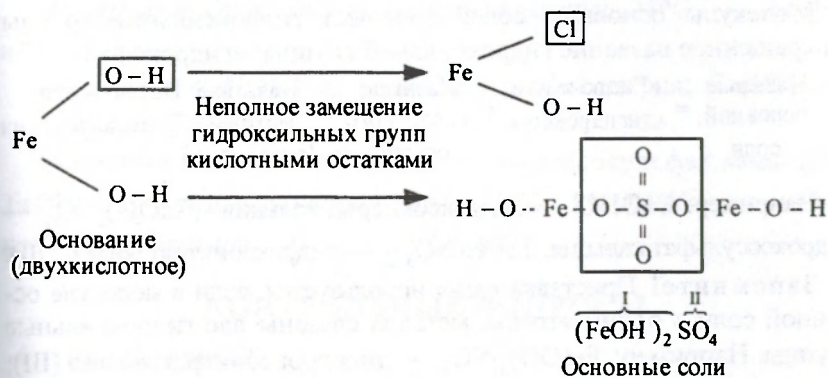 Cl
O – H
Fe
Fe
O – H
O – H
Неполное замещение
гидроксильных групп
кислотными остатками
O
=
H – O – Fe – O – S – O – Fe – O – H
=
O
Основание
(двухкислотное)
I II
(FeOH)₂ SO₄
Основные соли